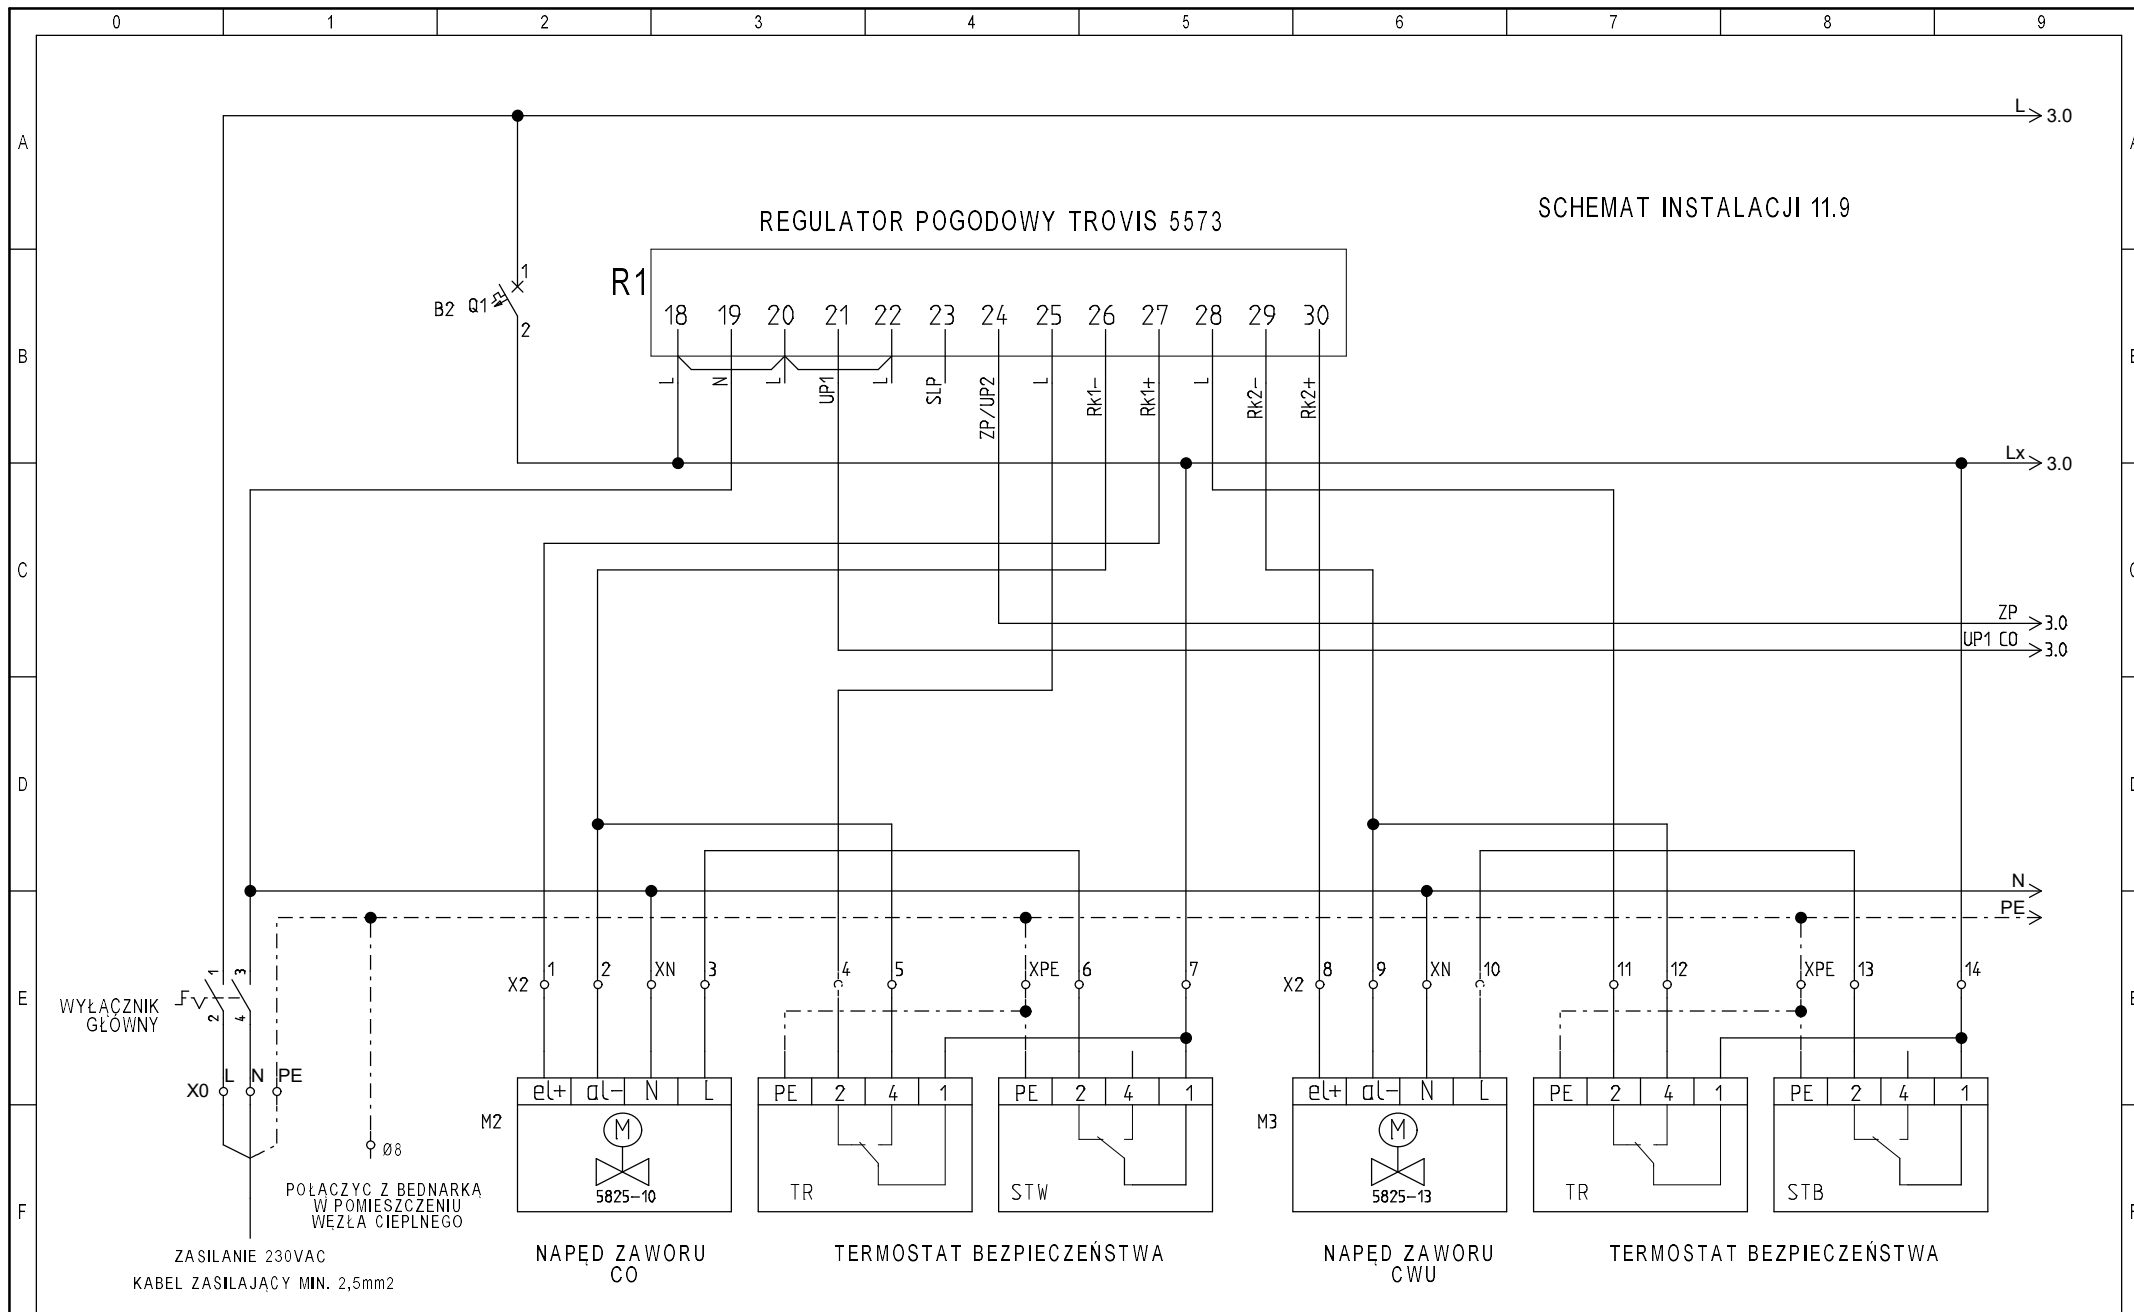 0 1 2 3 4 5 6 7 8 9
L 3.0
A A
SCHEMAT INSTALACJI 11.9
REGULATOR POGODOWY TROVIS 5573
R1
1
B2 Q1
2
18 19 20 21 22 23 24 25 26 27 28 29 30
B B
L N L UP1 L SLP ZP/UP2 L Rk1- Rk1+ L Rk2- Rk2+
Lx 3.0
C C
ZP 3.0
UP1 CO 3.0
D D
N
PE
1 3
X2 1 2 XN 3 4 5 XPE 6 7 X2 8 9 XN 10 11 12 XPE 13 14
E E
WYŁĄCZNIK
GŁÓWNY
2 4
X0 L N PE
el+ al- N L
PE 2 4 1
PE 2 4 1
el+ al- N L
PE 2 4 1
PE 2 4 1
M2 M
M3 M
Ø8
5825-10
TR
STW
5825-13
TR
STB
F F
POŁĄCZYC Z BEDNARKĄ
W POMIESZCZENIU
WĘZŁA CIEPLNEGO
ZASILANIE 230VAC
KABEL ZASILAJĄCY MIN. 2,5mm2
NAPĘD ZAWORU
CO
TERMOSTAT BEZPIECZEŃSTWA
NAPĘD ZAWORU
CWU
TERMOSTAT BEZPIECZEŃSTWA